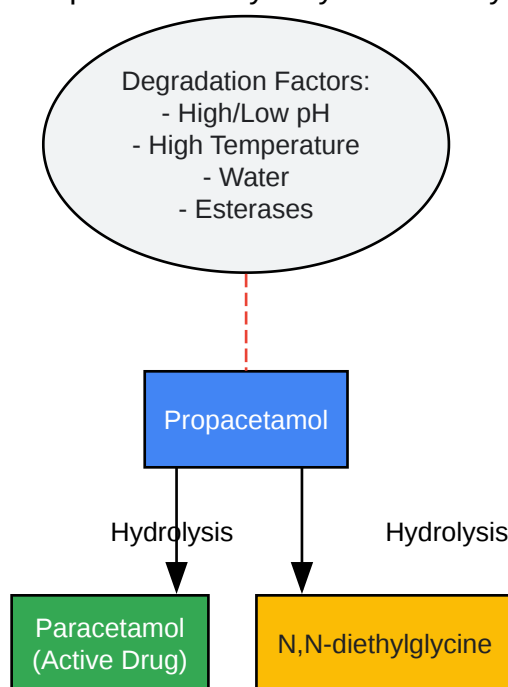 Degradation Factors:
- High/Low pH
- High Temperature
- Water
- Esterases
Propacetamol
Hydrolysis
Hydrolysis
Paracetamol
(Active Drug)
N,N-diethylglycine